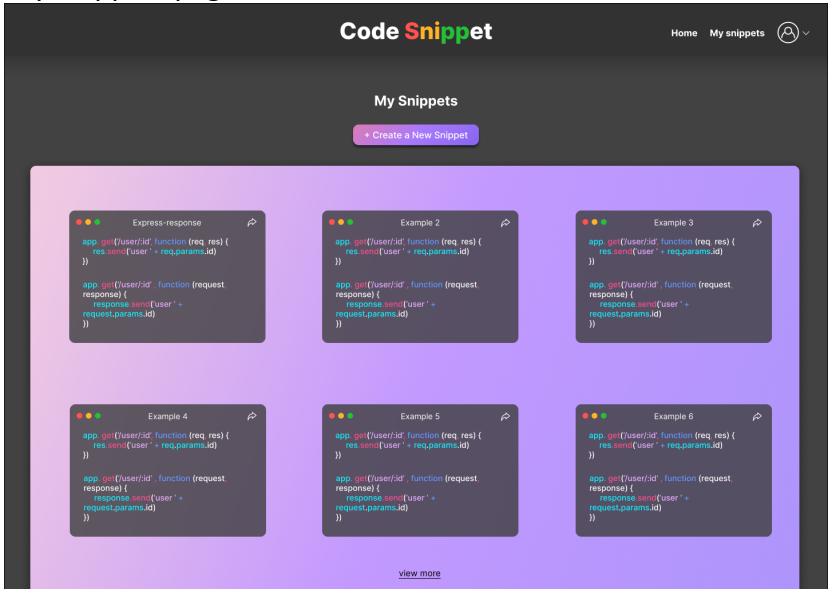 Code Snippet
Home My snippets
My Snippets
+ Create a New Snippet
Express-response
app. get('/user/:id', function (req, res) {
res.send('user ' + req.params.id)
})
app. get('/user/:id' , function (request,
response) {
response.send('user ' +
request.params.id)
})
Example 2
app. get('/user/:id', function (req, res) {
res.send('user ' + req.params.id)
})
app. get('/user/:id' , function (request,
response) {
response.send('user ' +
request.params.id)
})
Example 3
app. get('/user/:id', function (req, res) {
res.send('user ' + req.params.id)
})
app. get('/user/:id' , function (request,
response) {
response.send('user ' +
request.params.id)
})
Example 4
app. get('/user/:id', function (req, res) {
res.send('user ' + req.params.id)
})
app. get('/user/:id' , function (request,
response) {
response.send('user ' +
request.params.id)
})
Example 5
app. get('/user/:id', function (req, res) {
res.send('user ' + req.params.id)
})
app. get('/user/:id' , function (request,
response) {
response.send('user ' +
request.params.id)
})
Example 6
app. get('/user/:id', function (req, res) {
res.send('user ' + req.params.id)
})
app. get('/user/:id' , function (request,
response) {
response.send('user ' +
request.params.id)
})
view more